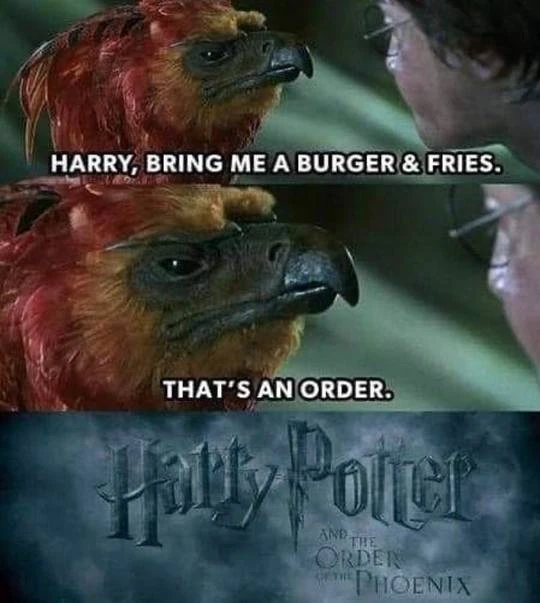 HARRY, BRING ME A BURGER & FRIES.
THAT'S AN ORDER.
Harry Potter
AND THE
ORDER
OF THE PHOENIX